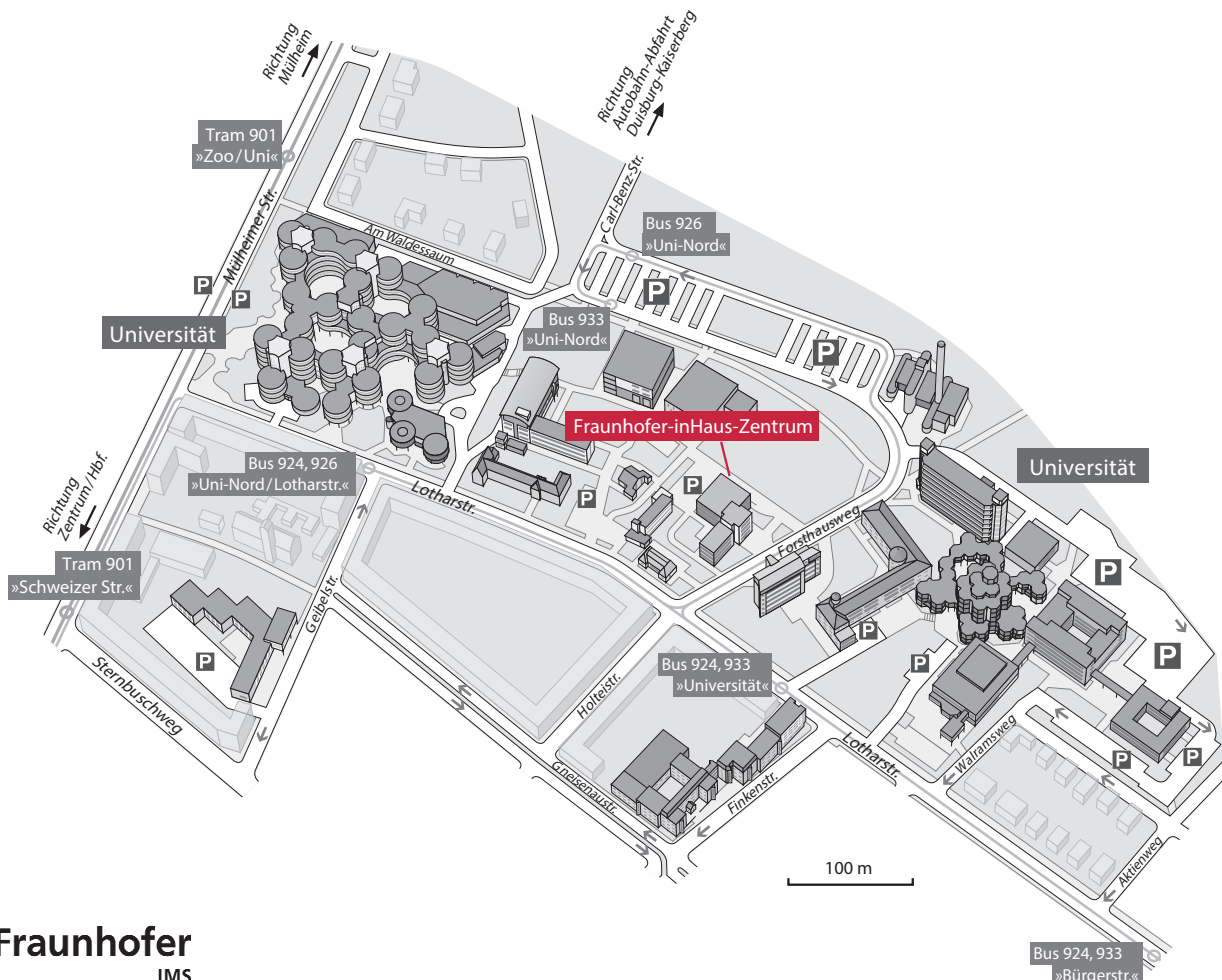 Richtung
Mülheim
Richtung
Autobahn-Abfahrt
Duisburg-Kaiserberg
Tram 901
»Zoo/Uni«
Mülheimer Str.
Carl-Benz-Str.
Bus 926
»Uni-Nord«
Am Waldessaum
P
P
P
Universität
Bus 933
»Uni-Nord«
P
Fraunhofer-inHaus-Zentrum
Bus 924, 926
»Uni-Nord/Lotharstr.«
Universität
Richtung
Zentrum/Hbf.
Lotharstr.
P
P
Forsthausweg
Tram 901
»Schweizer Str.«
P
Geibelstr.
P
P
P
P
Sternbuschweg
Holteistr.
Bus 924, 933
»Universität«
Lotharstr.
Walramsweg
P
P
Gneisenaustr.
Finkenstr.
100 m
Aktienweg
Fraunhofer
IMS
Bus 924, 933
»Bürgerstr.«